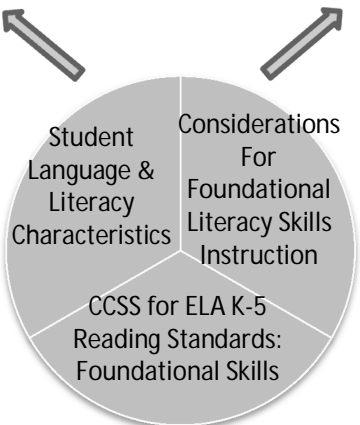 Student
Language &
Literacy
Characteristics
Considerations
For
Foundational
Literacy Skills
Instruction
CCSS for ELA K-5
Reading Standards:
Foundational Skills